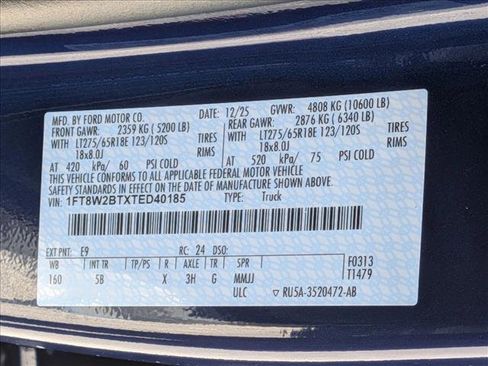 MFD. BY FORD MOTOR CO. 12/25 GVWR: 4808 KG (10600 LB)
FRONT GAWR: 2359 KG ( 5200 LB) REAR GAWR: 2876 KG ( 6340 LB)
WITH LT275/65R18E 123/120S TIRES WITH LT275/65R18E 123/120S TIRES
18x8.0J RIMS 18x8.0J RIMS
AT 420 kPa/ 60 PSI COLD AT 520 kPa/ 75 PSI COLD
THIS VEHICLE CONFORMS TO ALL APPLICABLE FEDERAL MOTOR VEHICLE
SAFETY STANDARDS IN EFFECT ON THE DATE OF MANUFACTURE SHOWN ABOVE.
VIN: 1FT8W2BTXTED40185 TYPE: Truck
EXT PNT: E9 RC: 24 DSO: F0313
WB INT TR TP/PS R AXLE TR SPR T1479
160 5B X 3H G MMJJ
ULC ▽ RU5A-3520472-AB